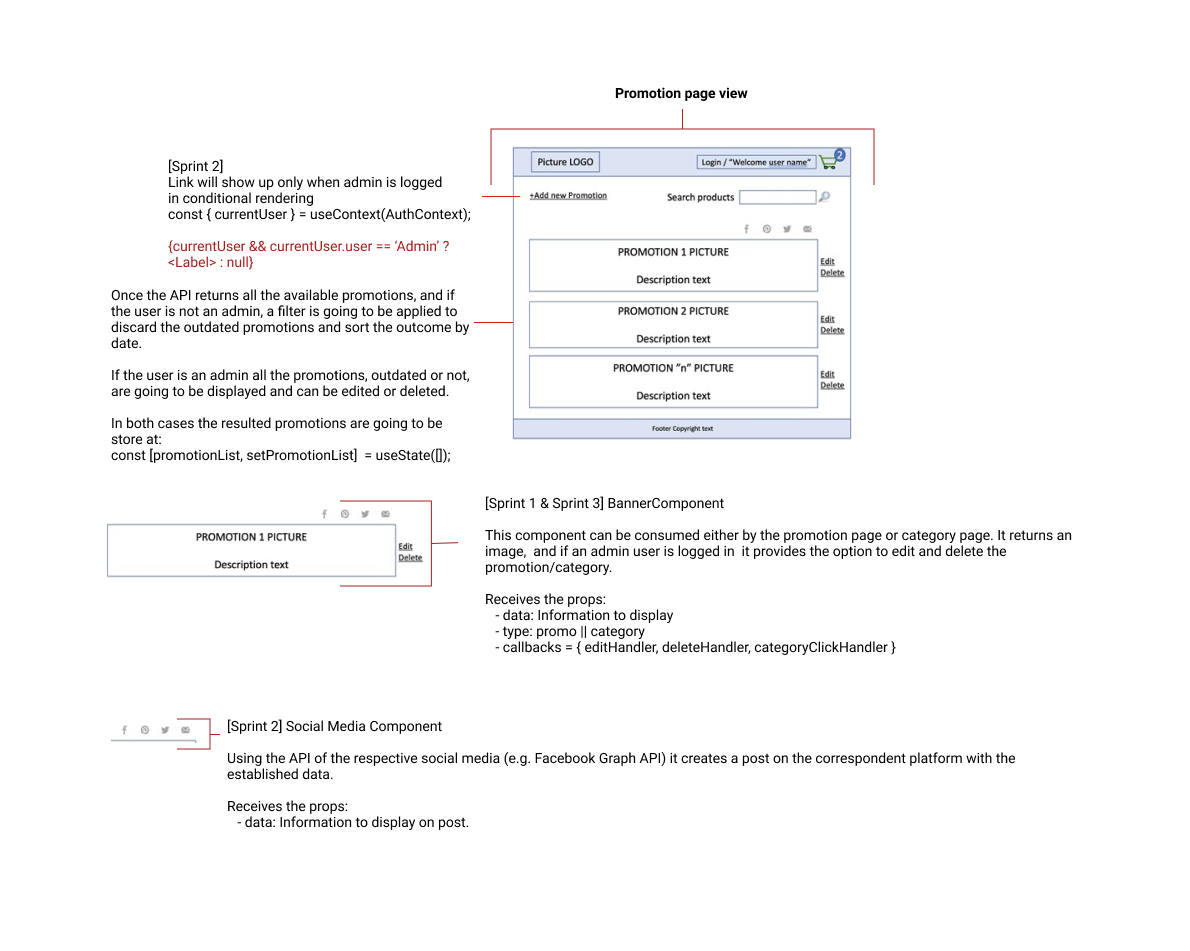 Promotion page view
[Sprint 2]
Link will show up only when admin is logged
in conditional rendering
const { currentUser } = useContext(AuthContext);
{currentUser && currentUser.user == ‘Admin’ ?
<Label> : null}
Once the API returns all the available promotions, and if
the user is not an admin, a filter is going to be applied to
discard the outdated promotions and sort the outcome by
date.
If the user is an admin all the promotions, outdated or not,
are going to be displayed and can be edited or deleted.
In both cases the resulted promotions are going to be
store at:
const [promotionList, setPromotionList]  = useState([]);
Picture LOGO
Login / “Welcome user name”
2
+Add new Promotion
Search products
PROMOTION 1 PICTURE
Description text
Edit
Delete
PROMOTION 2 PICTURE
Description text
Edit
Delete
PROMOTION ”n” PICTURE
Description text
Edit
Delete
Footer Copyright text
PROMOTION 1 PICTURE
Description text
Edit
Delete
[Sprint 1 & Sprint 3] BannerComponent
This component can be consumed either by the promotion page or category page. It returns an
image,  and if an admin user is logged in  it provides the option to edit and delete the
promotion/category.
Receives the props:
- data: Information to display
- type: promo || category
- callbacks = { editHandler, deleteHandler, categoryClickHandler }
[Sprint 2] Social Media Component
Using the API of the respective social media (e.g. Facebook Graph API) it creates a post on the correspondent platform with the
established data.
Receives the props:
- data: Information to display on post.